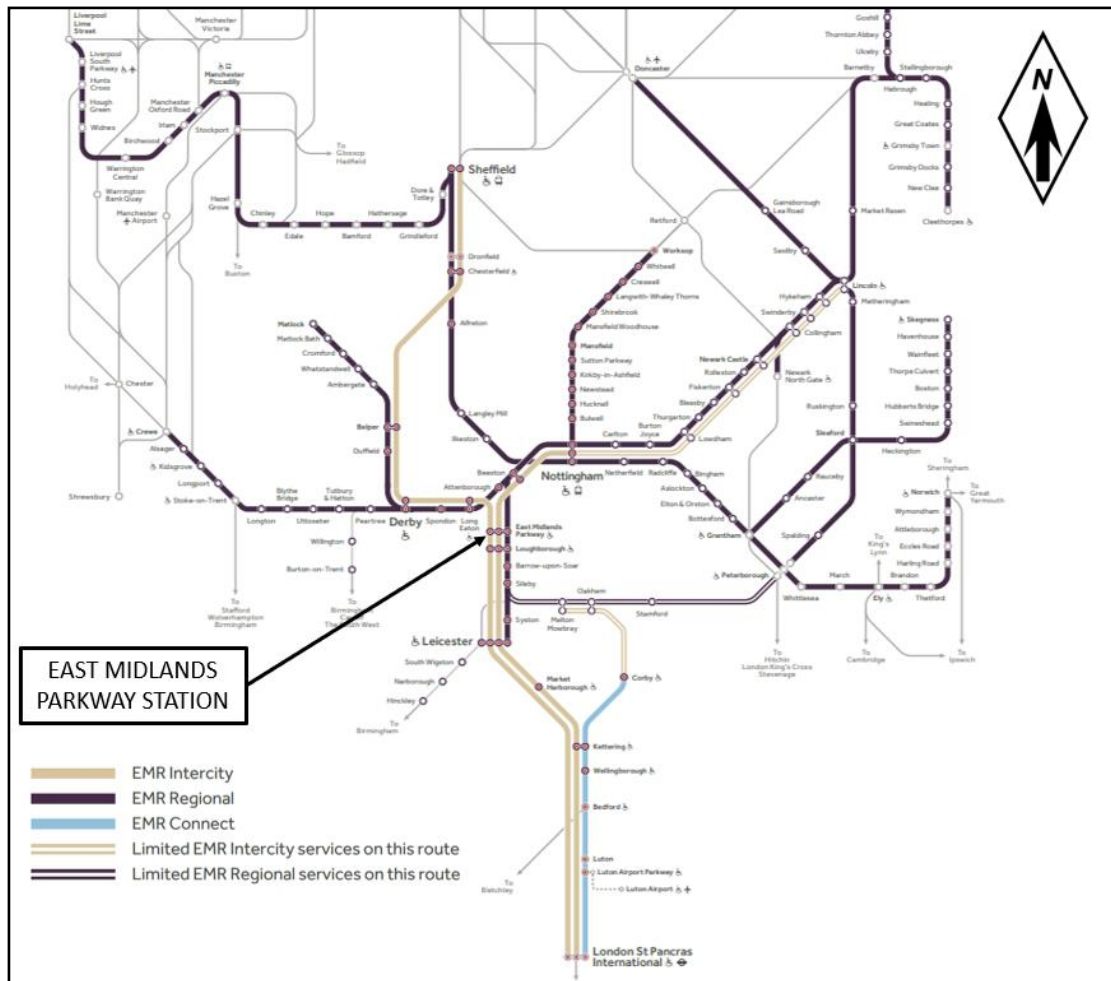 Liverpool
Lime
Street
Manchester
Victoria
Liverpool
South
Parkway
Hunts
Cross
Hough
Green
Widnes
Manchester
Piccadilly
Manchester
Oxford Road
Irlam
Birchwood
Warrington
Central
Warrington
Bank Quay
Manchester
Airport
Stockport
To
Glossop
Hadfield
Hazel
Grove
Chinley
Edale
Hope
Bamford
Hathersage
Grindleford
Dore &
Totley
To
Buxton
Sheffield
Dronfield
Chesterfield
Alfreton
Langley Mill
Ilkeston
Doncaster
Retford
Worksop
Whitwell
Creswell
Langwith- Whaley Thorns
Shirebrook
Mansfield Woodhouse
Mansfield
Sutton Parkway
Kirkby-in-Ashfield
Newstead
Hucknall
Bulwell
Goxhill
Thornton Abbey
Ulceby
Barnetby
Stallingborough
Habrough
Healing
Great Coates
Grimsby Town
Grimsby Docks
New Clee
Cleethorpes
Market Rasen
Gainsborough
Lea Road
Saxilby
Lincoln
Metheringham
Hykeham
Swinderby
Collingham
Newark Castle
Rolleston
Fiskerton
Bleasby
Thurgarton
Lowdham
Burton
Joyce
Carlton
Newark
North Gate
Ruskington
Sleaford
Heckington
Swineshead
Hubberts Bridge
Boston
Thorpe Culvert
Wainfleet
Havenhouse
Skegness
Rauceby
Ancaster
Matlock
Matlock Bath
Cromford
Whatstandwell
Ambergate
Belper
Duffield
To
Holyhead
Chester
Shrewsbury
Crewe
Alsager
Kidsgrove
Longport
Stoke-on-Trent
Longton
Blythe
Bridge
Uttoxeter
Tutbury
& Hatton
Peartree
Willington
Burton-on-Trent
Derby
Spondon
Long
Eaton
Attenborough
Beeston
Nottingham
Netherfield
Radcliffe
Bingham
Aslockton
Elton & Orston
Bottesford
Grantham
Spalding
Peterborough
Whittlesea
March
Ely
Brandon
Thetford
Harling Road
Eccles Road
Attleborough
Wymondham
Norwich
To
Sheringham
To
Great
Yarmouth
To
King's
Lynn
To
Cambridge
To
Ipswich
To
Hitchin
London King's Cross
Stevenage
To
Stafford
Wolverhampton
Birmingham
To
Birmingham
East Midlands
Parkway
Loughborough
Barrow-upon-Soar
Sileby
Syston
Leicester
Melton
Mowbray
Oakham
Stamford
South Wigston
Narborough
Hinckley
To
Birmingham
Market
Harborough
Corby
Kettering
Wellingborough
Bedford
To
Bletchley
Luton
Luton Airport Parkway
Luton Airport
London St Pancras
International
N
EAST MIDLANDS
PARKWAY STATION
EMR Intercity
EMR Regional
EMR Connect
Limited EMR Intercity services on this route
Limited EMR Regional services on this route